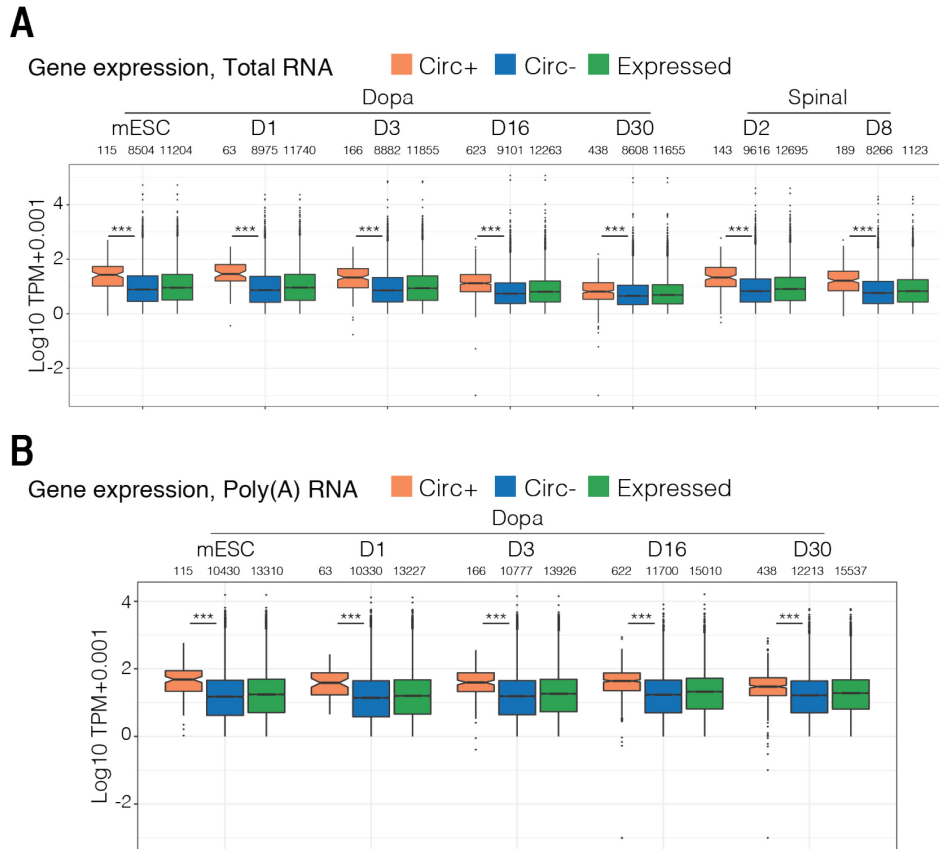 A
Gene expression, Total RNA Circ+ Circ- Expressed
Dopa Spinal
mESC D1 D3 D16 D30 D2 D8
115 8504 11204 63 8975 11740 166 8882 11855 623 9101 12263 438 8608 11655 143 9616 12695 189 8266 1123
*** *** *** *** *** *** ***
Log10 TPM+0.001
4
2
0
-2
B
Gene expression, Poly(A) RNA Circ+ Circ- Expressed
Dopa
mESC D1 D3 D16 D30
115 10430 13310 63 10330 13227 166 10777 13926 622 11700 15010 438 12213 15537
*** *** *** *** ***
Log10 TPM+0.001
4
2
0
-2